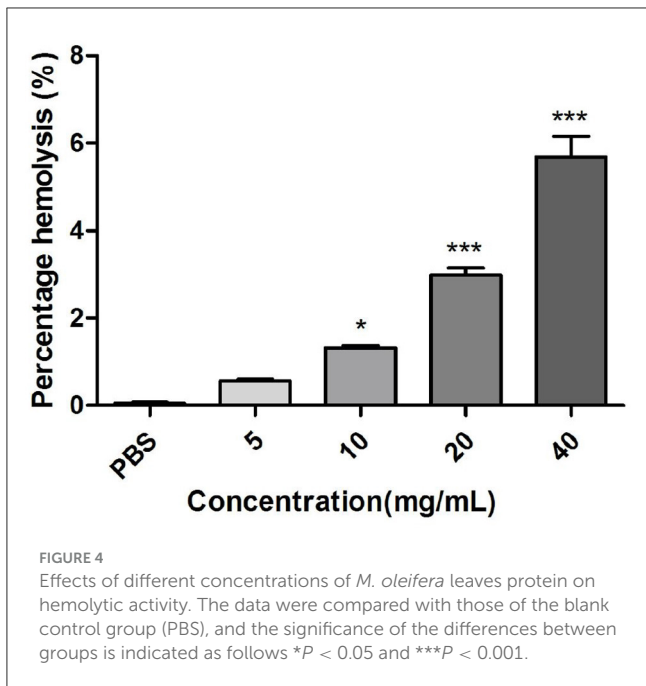 8
6
4
2
0
Percentage hemolysis (%)
*
***
***
PBS
5
10
20
40
Concentration(mg/mL)
FIGURE 4
Effects of different concentrations of M. oleifera leaves protein on
hemolytic activity. The data were compared with those of the blank
control group (PBS), and the significance of the differences between
groups is indicated as follows *P < 0.05 and ***P < 0.001.